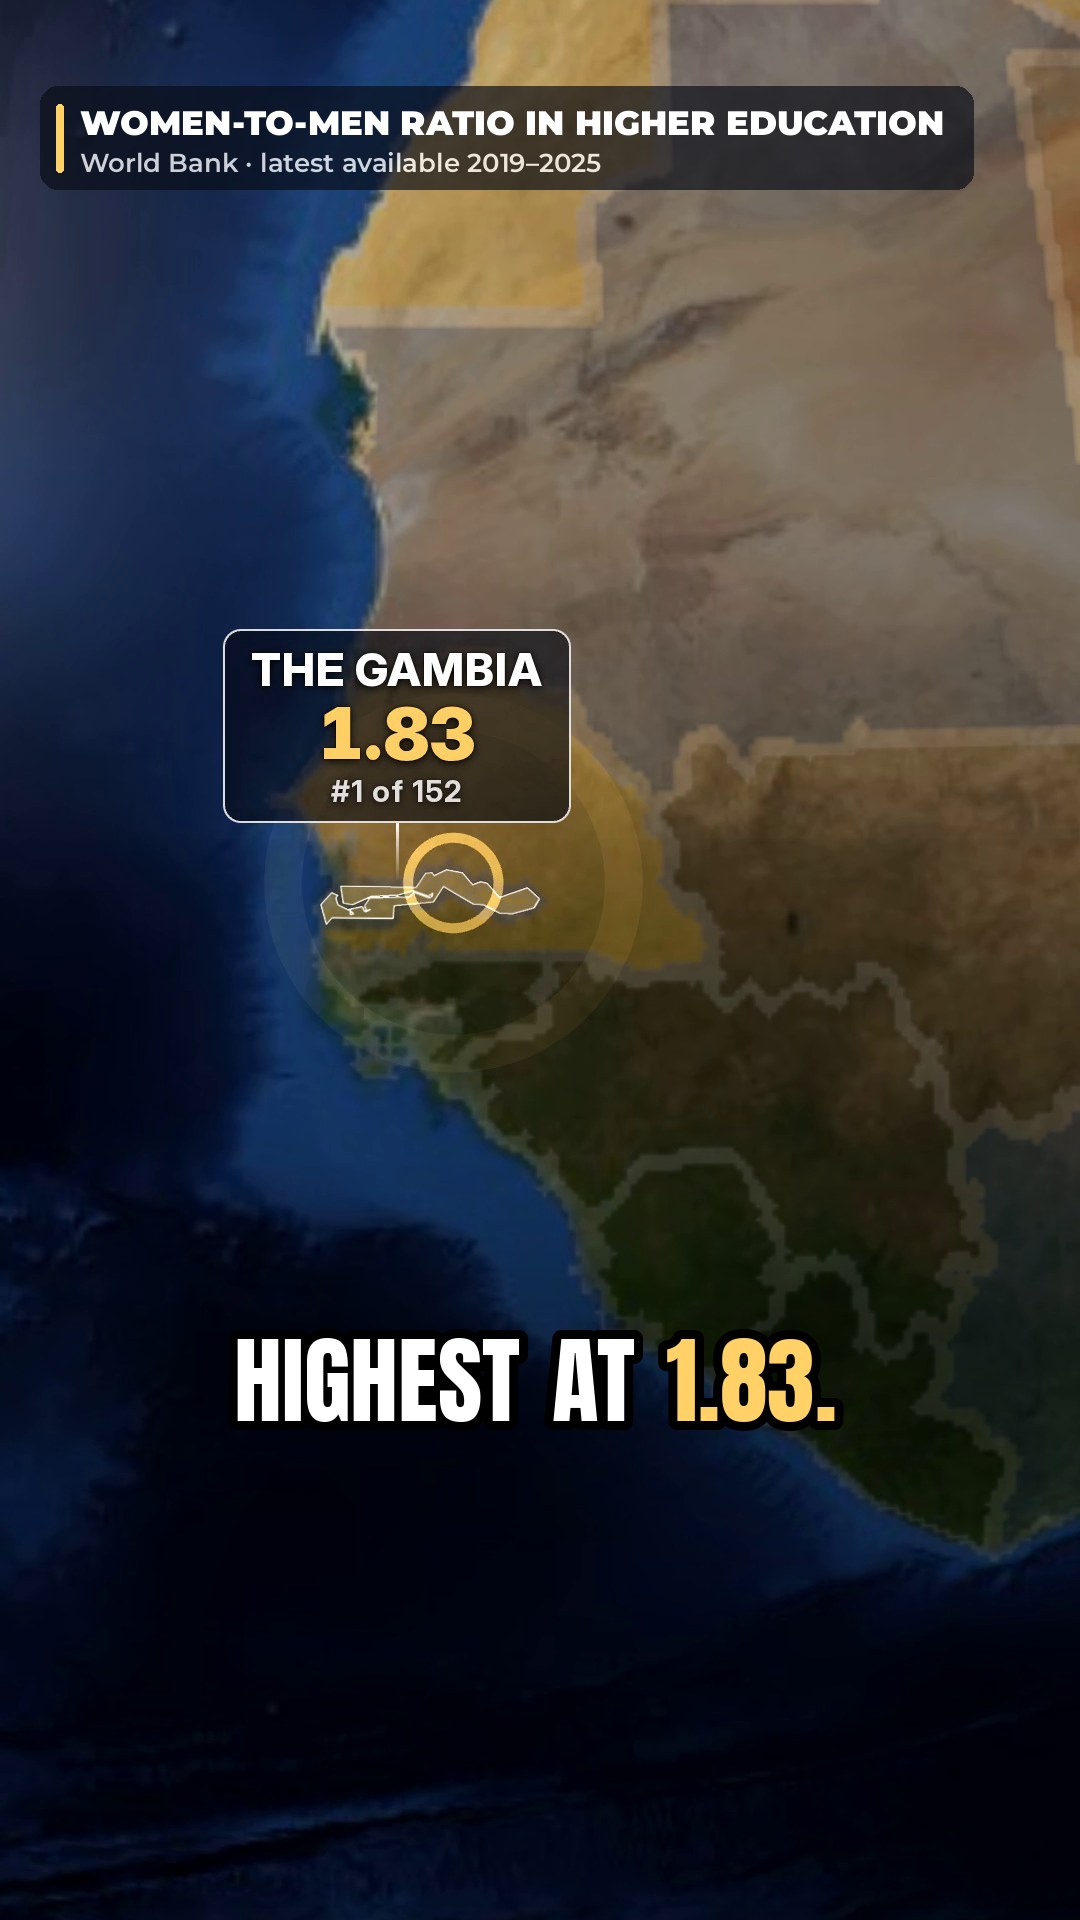 WOMEN-TO-MEN RATIO IN HIGHER EDUCATION
World Bank · latest available 2019–2025
THE GAMBIA
1.83
#1 of 152
HIGHEST AT 1.83.